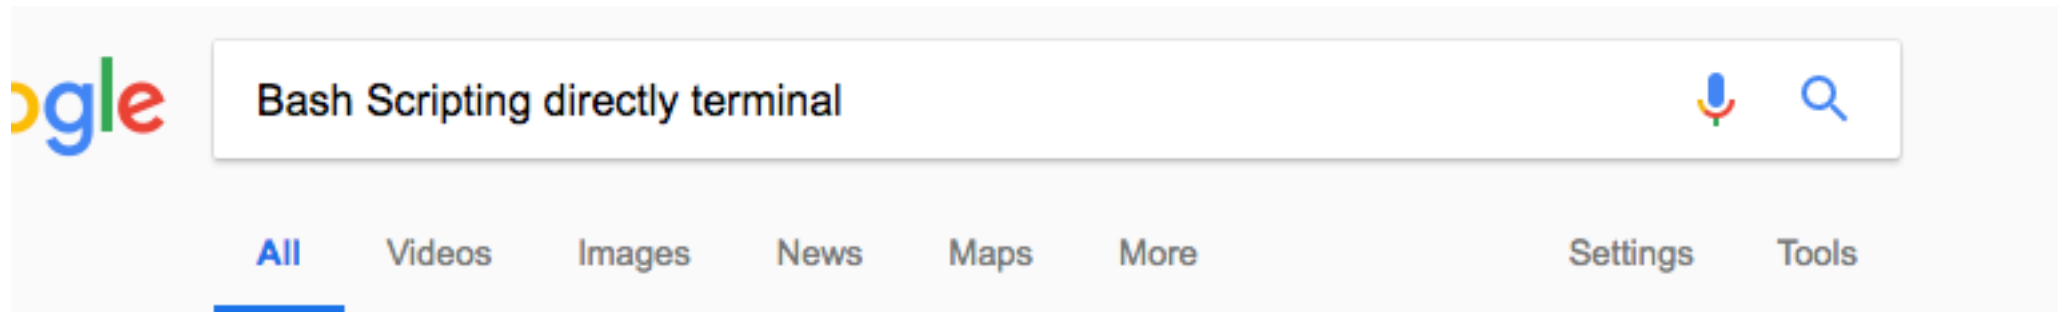 ogle Bash Scripting directly terminal
All Videos Images News Maps More Settings Tools